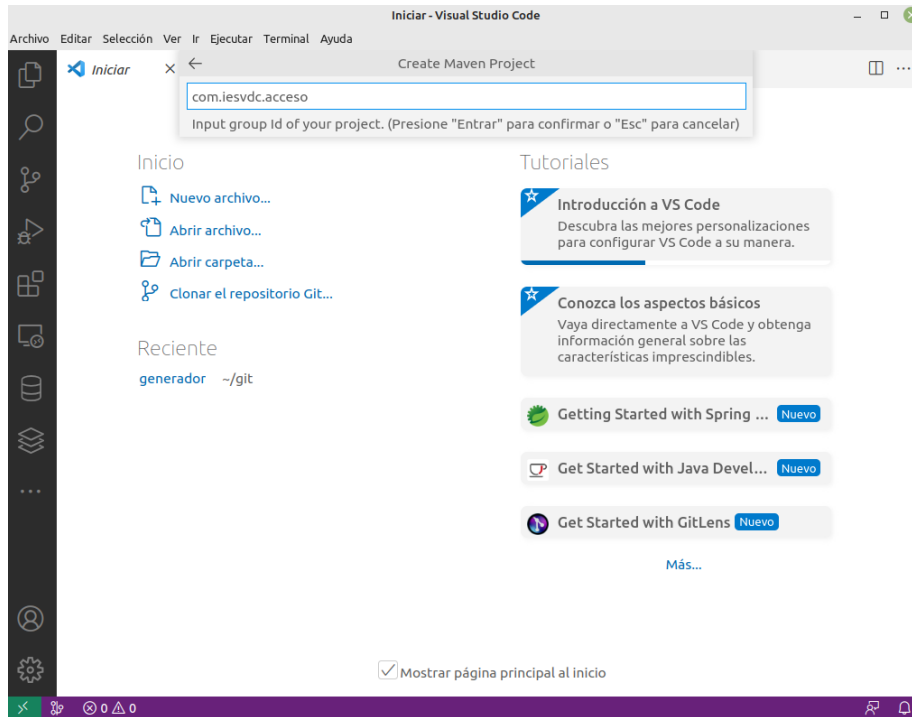 Iniciar - Visual Studio Code
Archivo Editar Selección Ver Ir Ejecutar Terminal Ayuda
Iniciar
Create Maven Project
com.iesvdc.acceso
Input group Id of your project. (Presione "Entrar" para confirmar o "Esc" para cancelar)
Inicio
Nuevo archivo...
Abrir archivo...
Abrir carpeta...
Clonar el repositorio Git...
Reciente
generador ~/git
Tutoriales
Introducción a VS Code
Descubra las mejores personalizaciones
para configurar VS Code a su manera.
Conozca los aspectos básicos
Vaya directamente a VS Code y obtenga
información general sobre las
características imprescindibles.
Getting Started with Spring ... Nuevo
Get Started with Java Devel... Nuevo
Get Started with GitLens Nuevo
Más...
Mostrar página principal al inicio
0 0